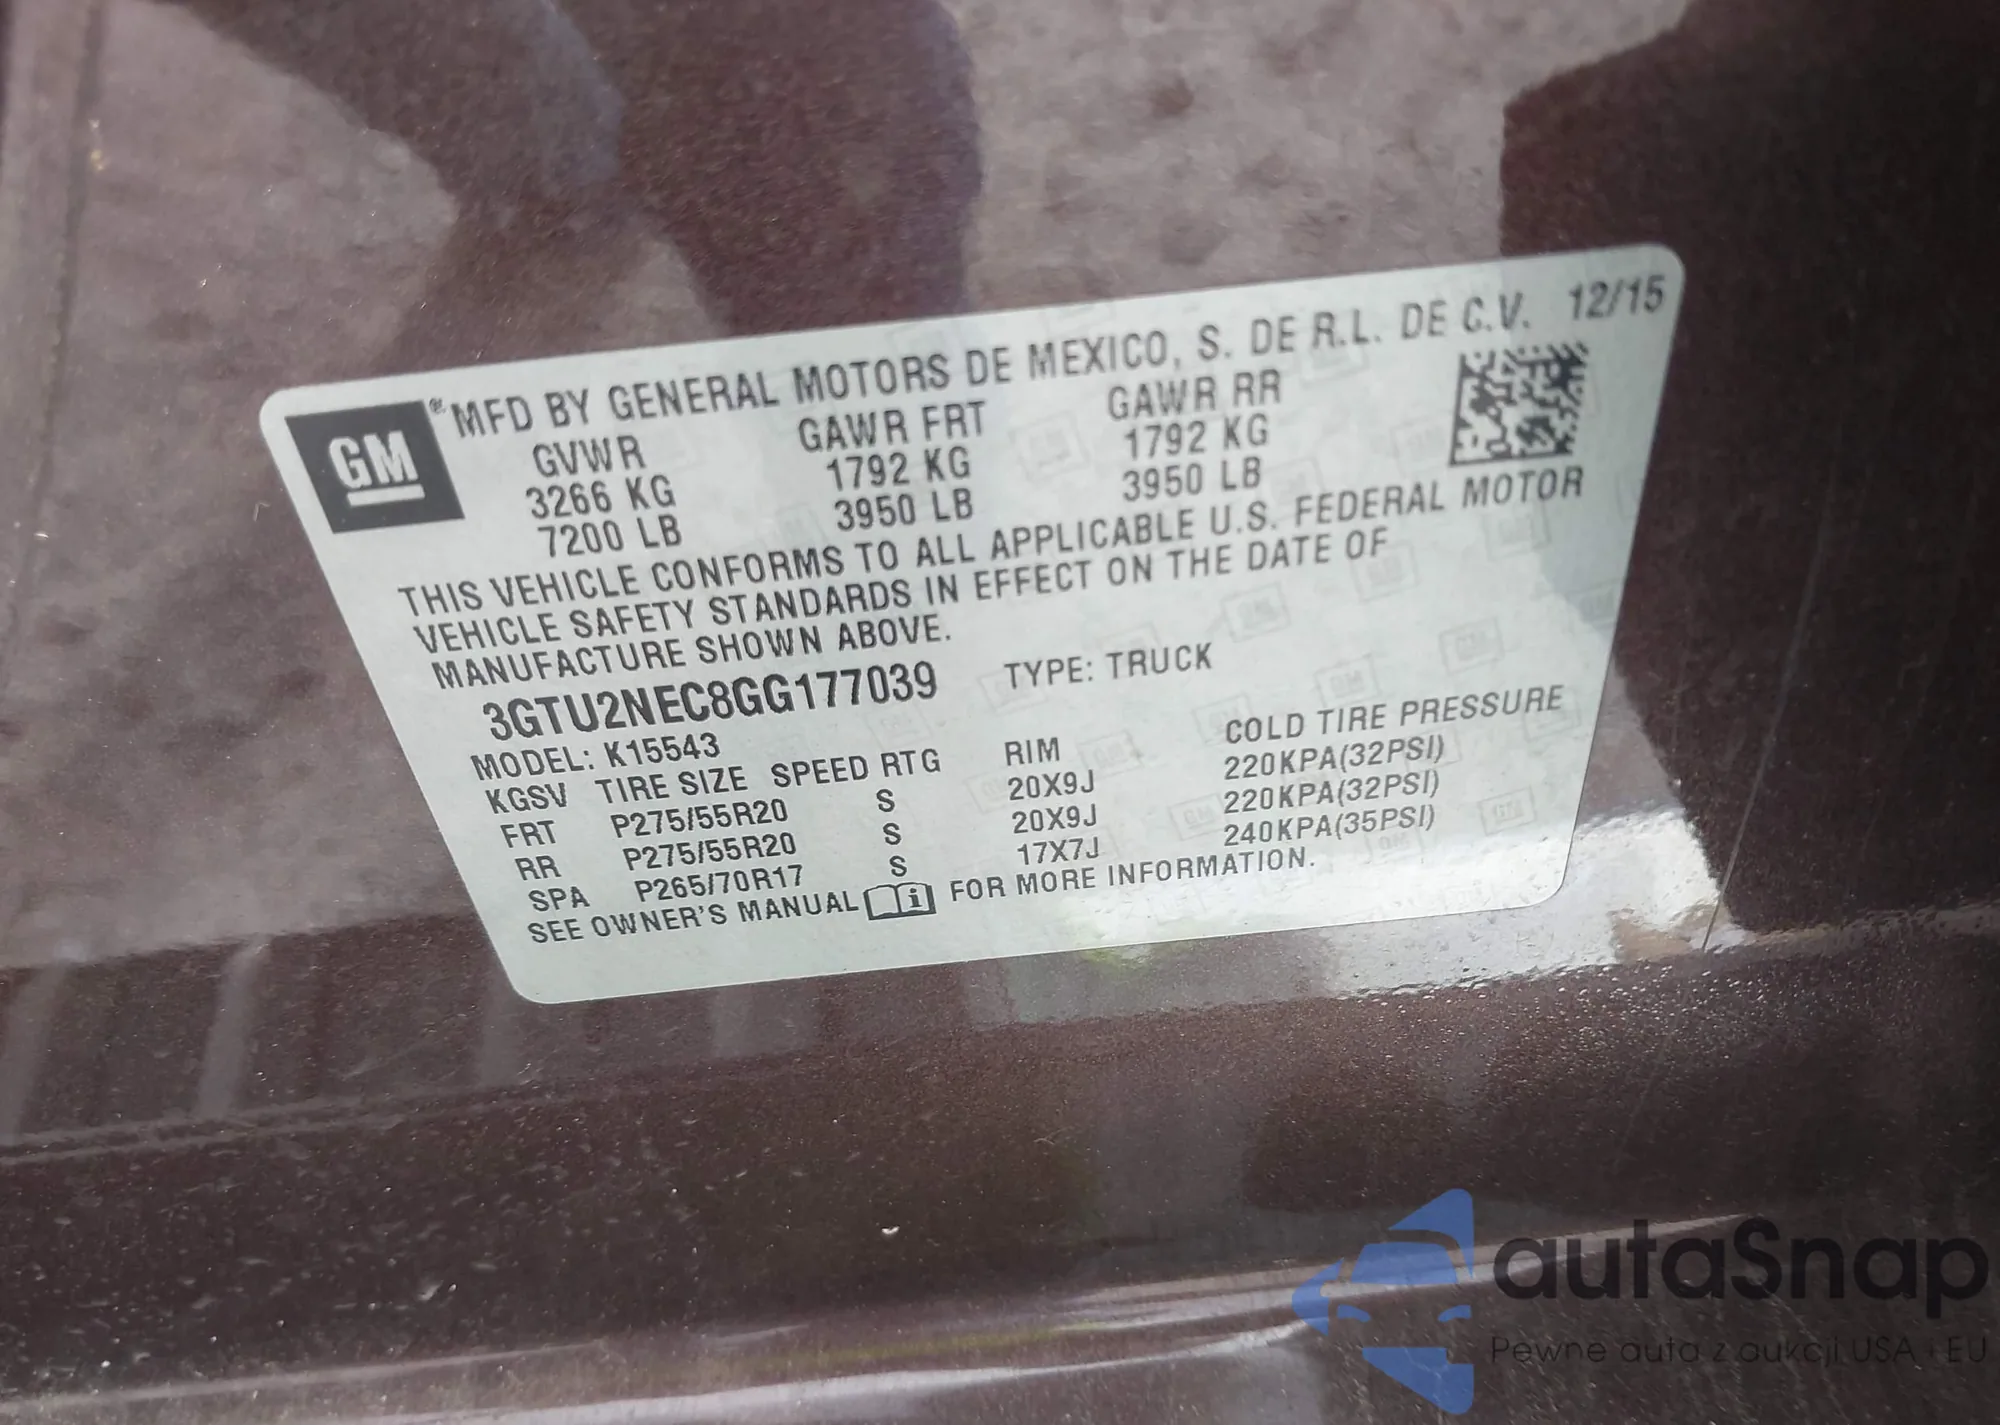 GM
® MFD BY GENERAL MOTORS DE MEXICO, S. DE R.L. DE C.V. 12/15
GVWR GAWR FRT GAWR RR
3266 KG 1792 KG 1792 KG
7200 LB 3950 LB 3950 LB
THIS VEHICLE CONFORMS TO ALL APPLICABLE U.S. FEDERAL MOTOR
VEHICLE SAFETY STANDARDS IN EFFECT ON THE DATE OF
MANUFACTURE SHOWN ABOVE.
3GTU2NEC8GG177039 TYPE: TRUCK
MODEL: K15543
KGSV TIRE SIZE SPEED RTG RIM COLD TIRE PRESSURE
FRT P275/55R20 S 20X9J 220KPA(32PSI)
RR P275/55R20 S 20X9J 220KPA(32PSI)
SPA P265/70R17 S 17X7J 240KPA(35PSI)
SEE OWNER'S MANUAL i FOR MORE INFORMATION.
autaSnap
Pewne auta z aukcji USA i EU